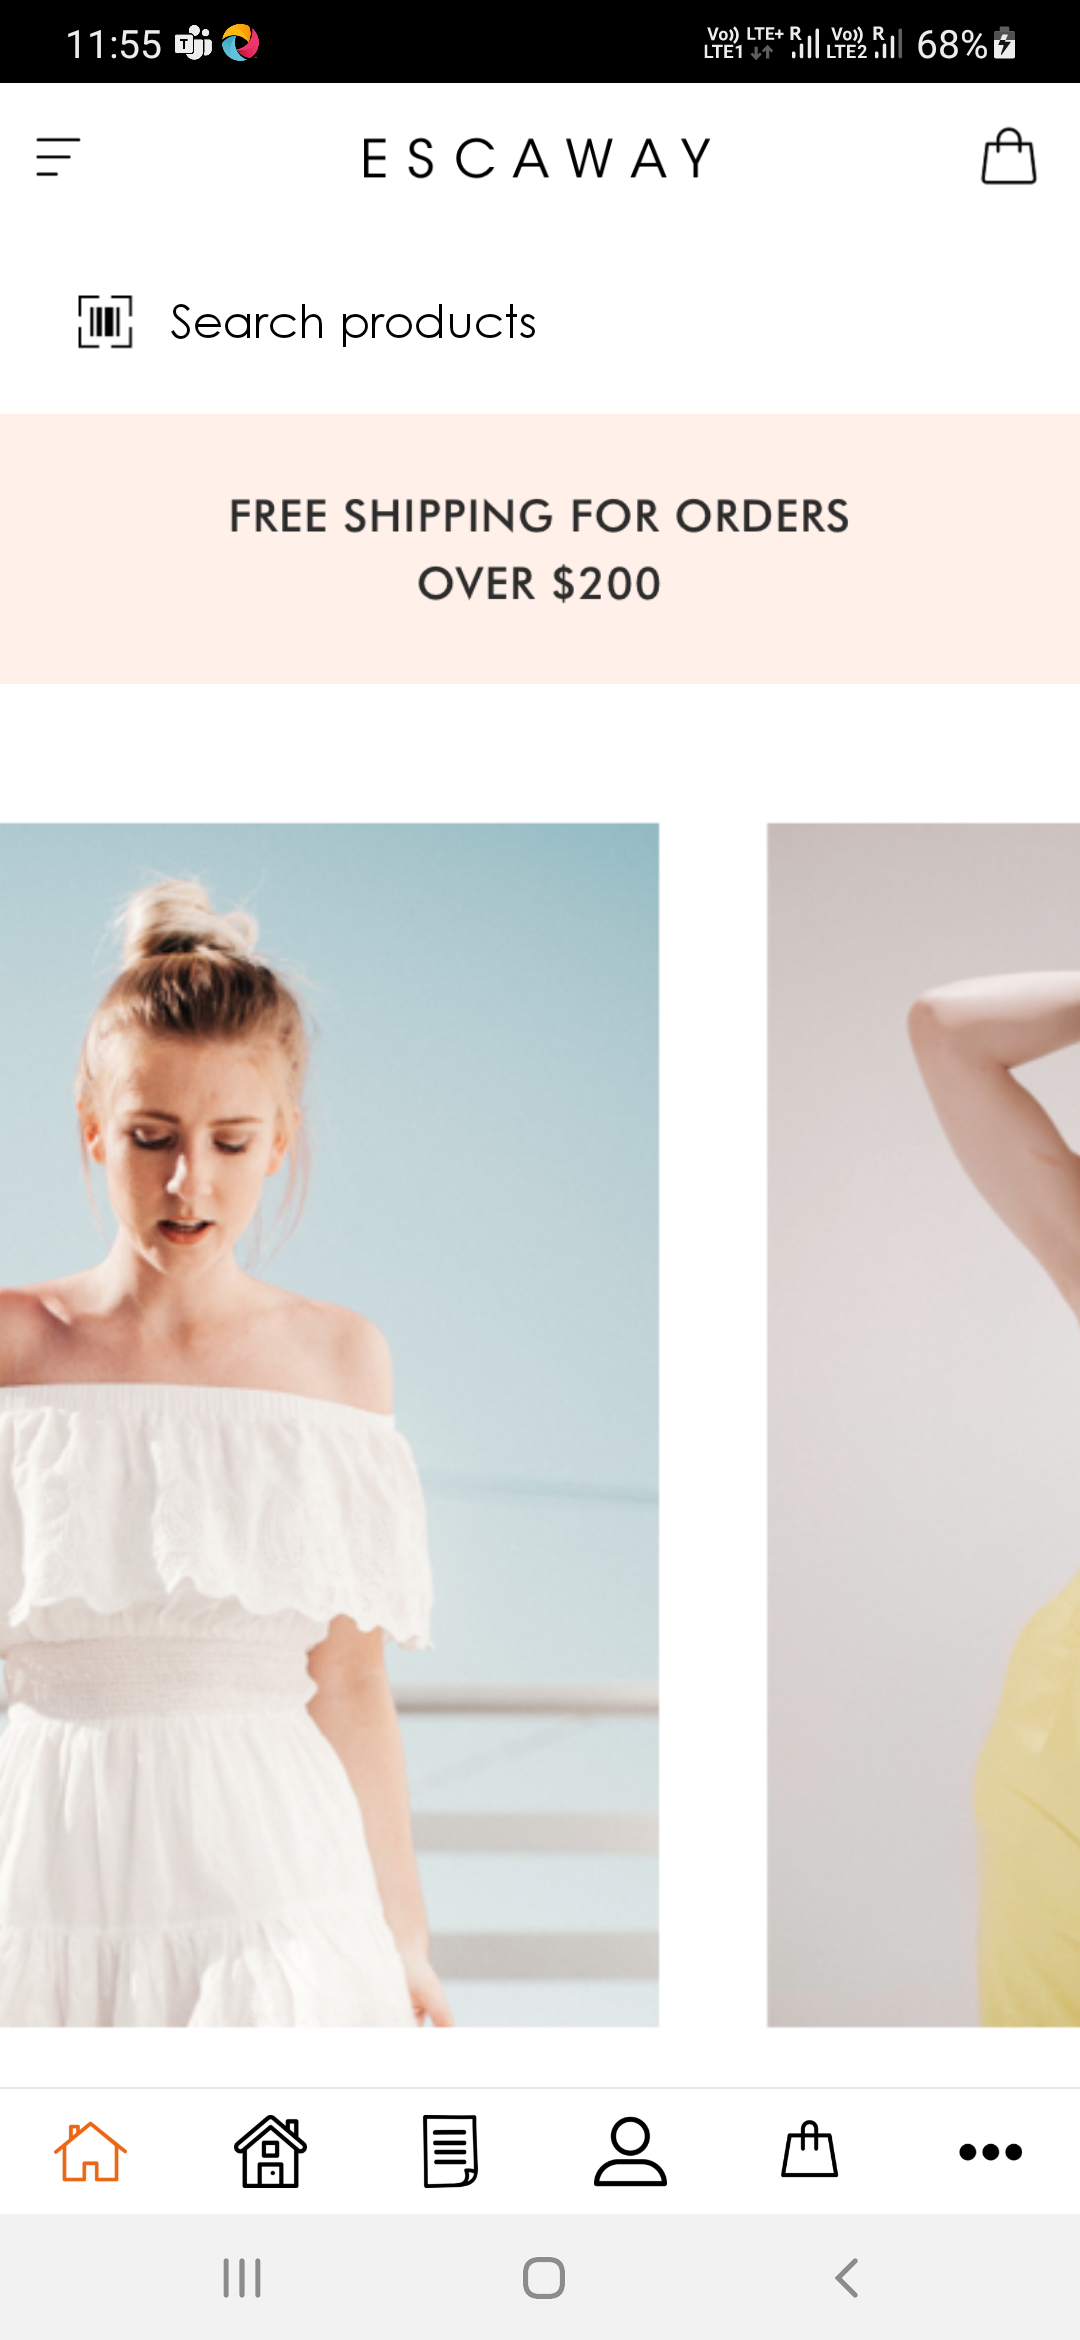 11:55
Vo)) LTE+ R Vo)) R 68%
LTE1 LTE2
ESCAWAY
Search products
FREE SHIPPING FOR ORDERS
OVER $200